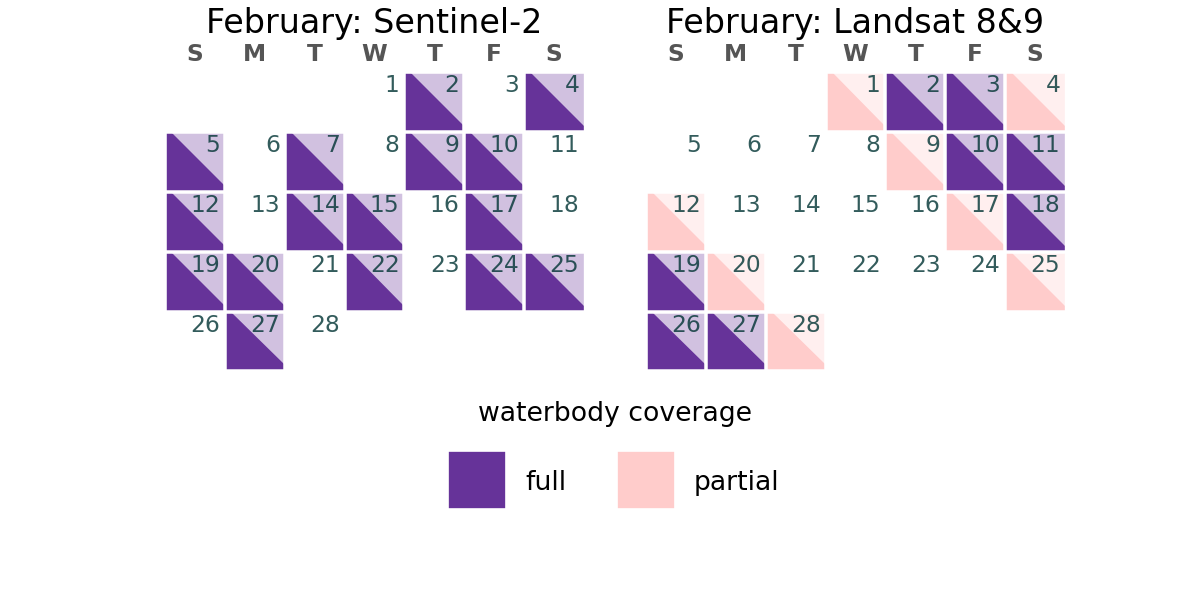 February: Sentinel-2
S M T W T F S
1 2 3 4
5 6 7 8 9 10 11
12 13 14 15 16 17 18
19 20 21 22 23 24 25
26 27 28
February: Landsat 8&9
S M T W T F S
1 2 3 4
5 6 7 8 9 10 11
12 13 14 15 16 17 18
19 20 21 22 23 24 25
26 27 28
waterbody coverage
full partial